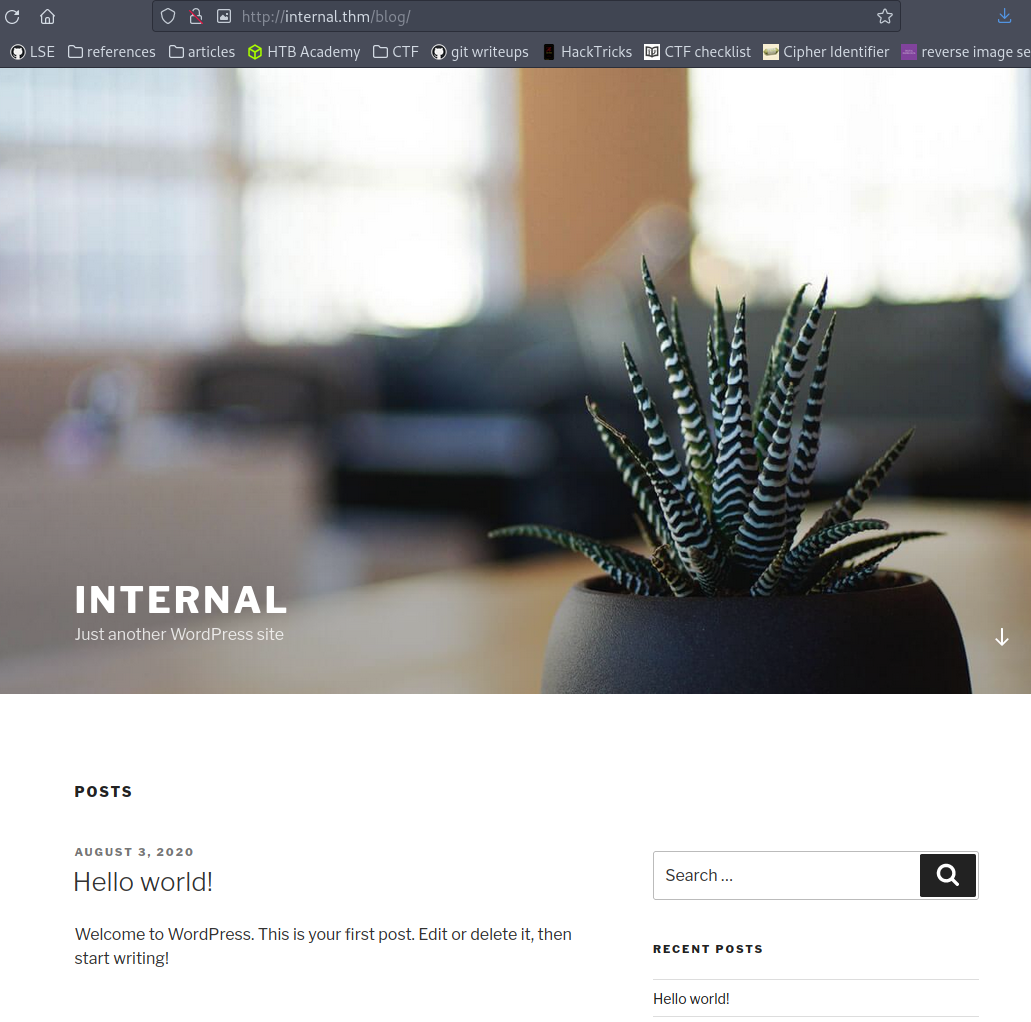 http://internal.thm/blog/
LSE references articles HTB Academy CTF git writeups HackTricks CTF checklist Cipher Identifier reverse image se
INTERNAL
Just another WordPress site
POSTS
AUGUST 3, 2020
Hello world!
Welcome to WordPress. This is your first post. Edit or delete it, then
start writing!
Search …
RECENT POSTS
Hello world!